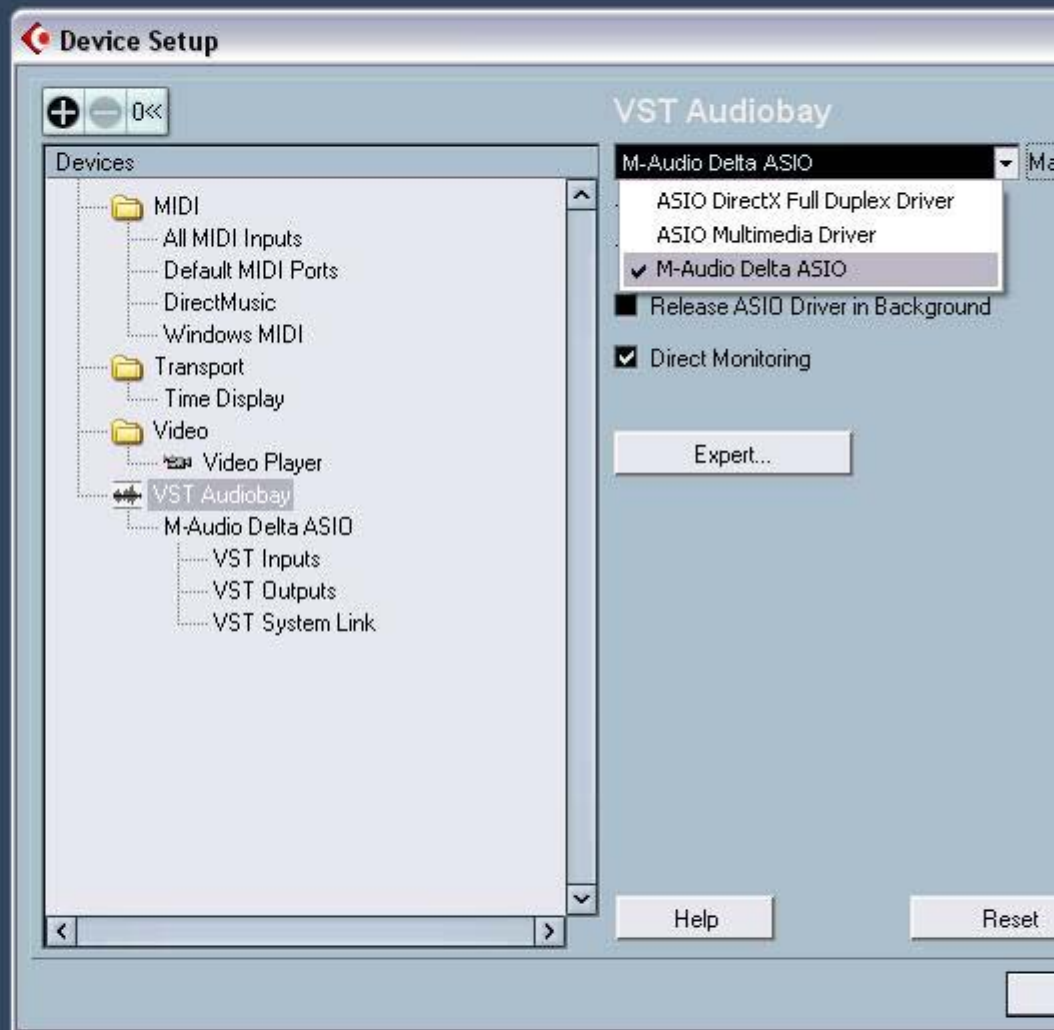 Device Setup
0<<
Devices
MIDI
All MIDI Inputs
Default MIDI Ports
DirectMusic
Windows MIDI
Transport
Time Display
Video
Video Player
VST Audiobay
M-Audio Delta ASIO
VST Inputs
VST Outputs
VST System Link
VST Audiobay
M-Audio Delta ASIO
ASIO DirectX Full Duplex Driver
ASIO Multimedia Driver
M-Audio Delta ASIO
Release ASIO Driver in Background
Direct Monitoring
Expert...
Help
Reset